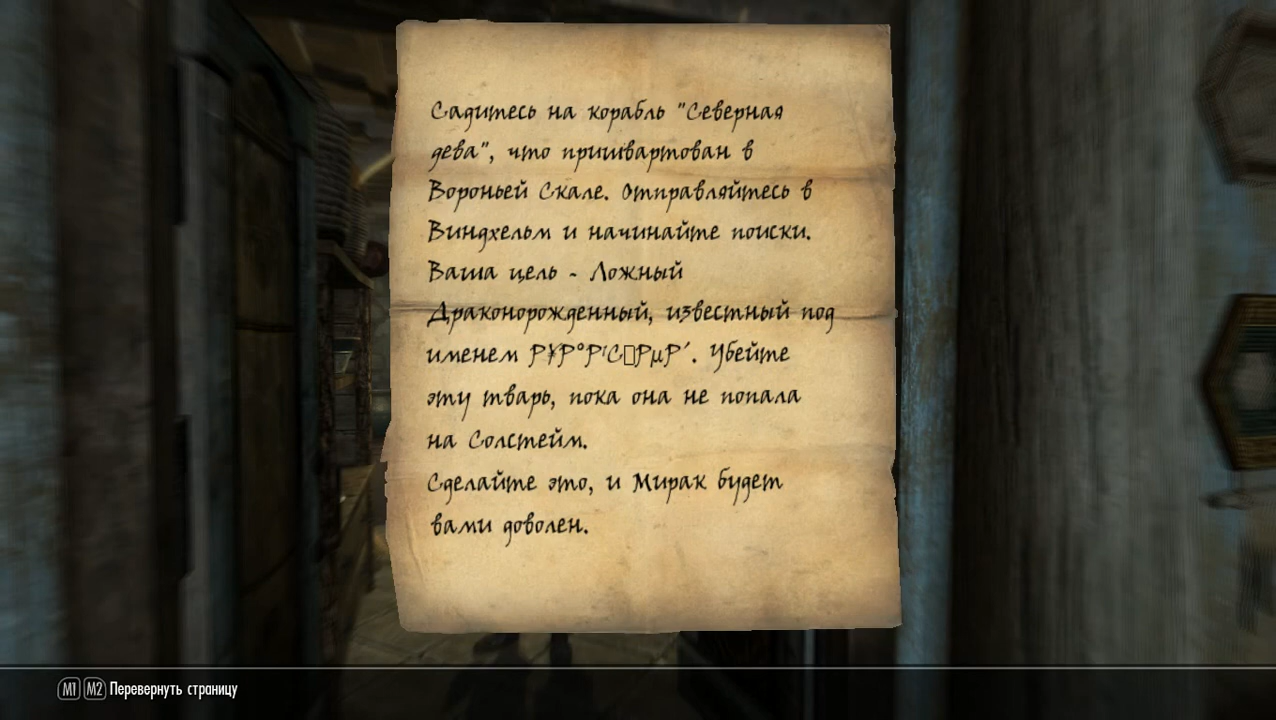 Садитесь на корабль "Северная
дева", что пришвартован в
Вороньей Скале. Отправляйтесь в
Виндхельм и начинайте поиски.
Ваша цель - Ложный
Драконорожденный, известный под
именем Р¥Р°Р¹С□РµР´. Убейте
эту тварь, пока она не попала
на Солстейм.
Сделайте это, и Мирак будет
вами доволен.
M1 M2 Перевернуть страницу